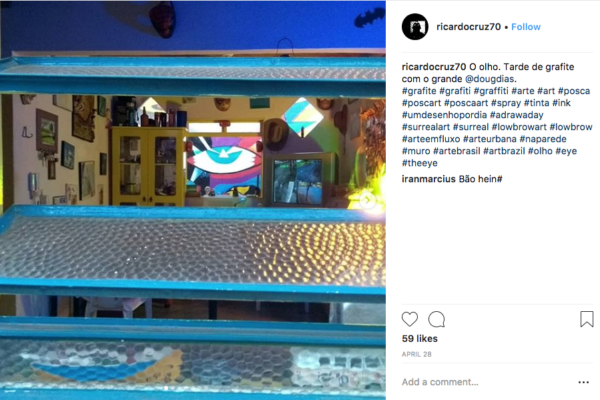 ricardocruz70 • Follow
ricardocruz70 O olho. Tarde de grafite
com o grande @dougdias.
#grafite #grafiti #graffiti #arte #art #posca
#poscart #poscaart #spray #tinta #ink
#umdesenhopordia #adrawaday
#surrealart #surreal #lowbrowart #lowbrow
#arteemfluxo #arteurbana #naparede
#muro #artebrasil #artbrazil #olho #eye
#theeye
iranmarcius Bão hein#
59 likes
APRIL 28
Add a comment...